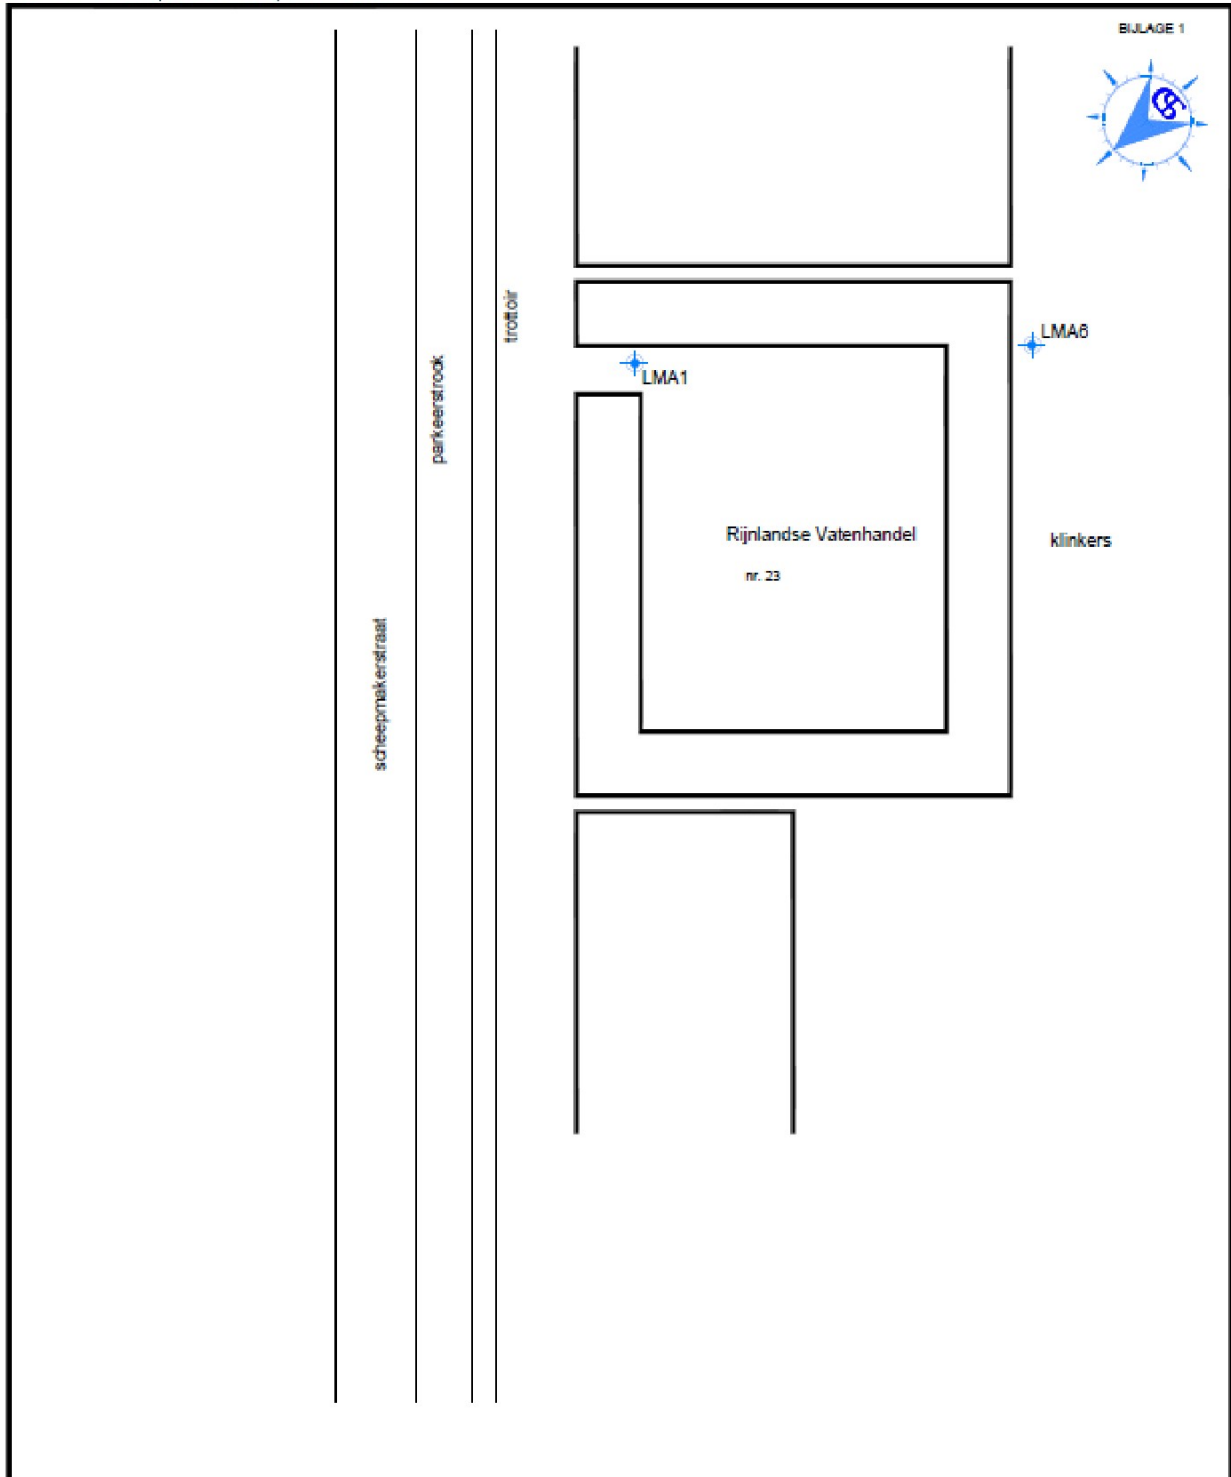 BIJLAGE 1
trottoir
LMA6
LMA1
parkeerstrook
Rijnlandse Vatenhandel
klinkers
nr. 23
scheepmakerstraat